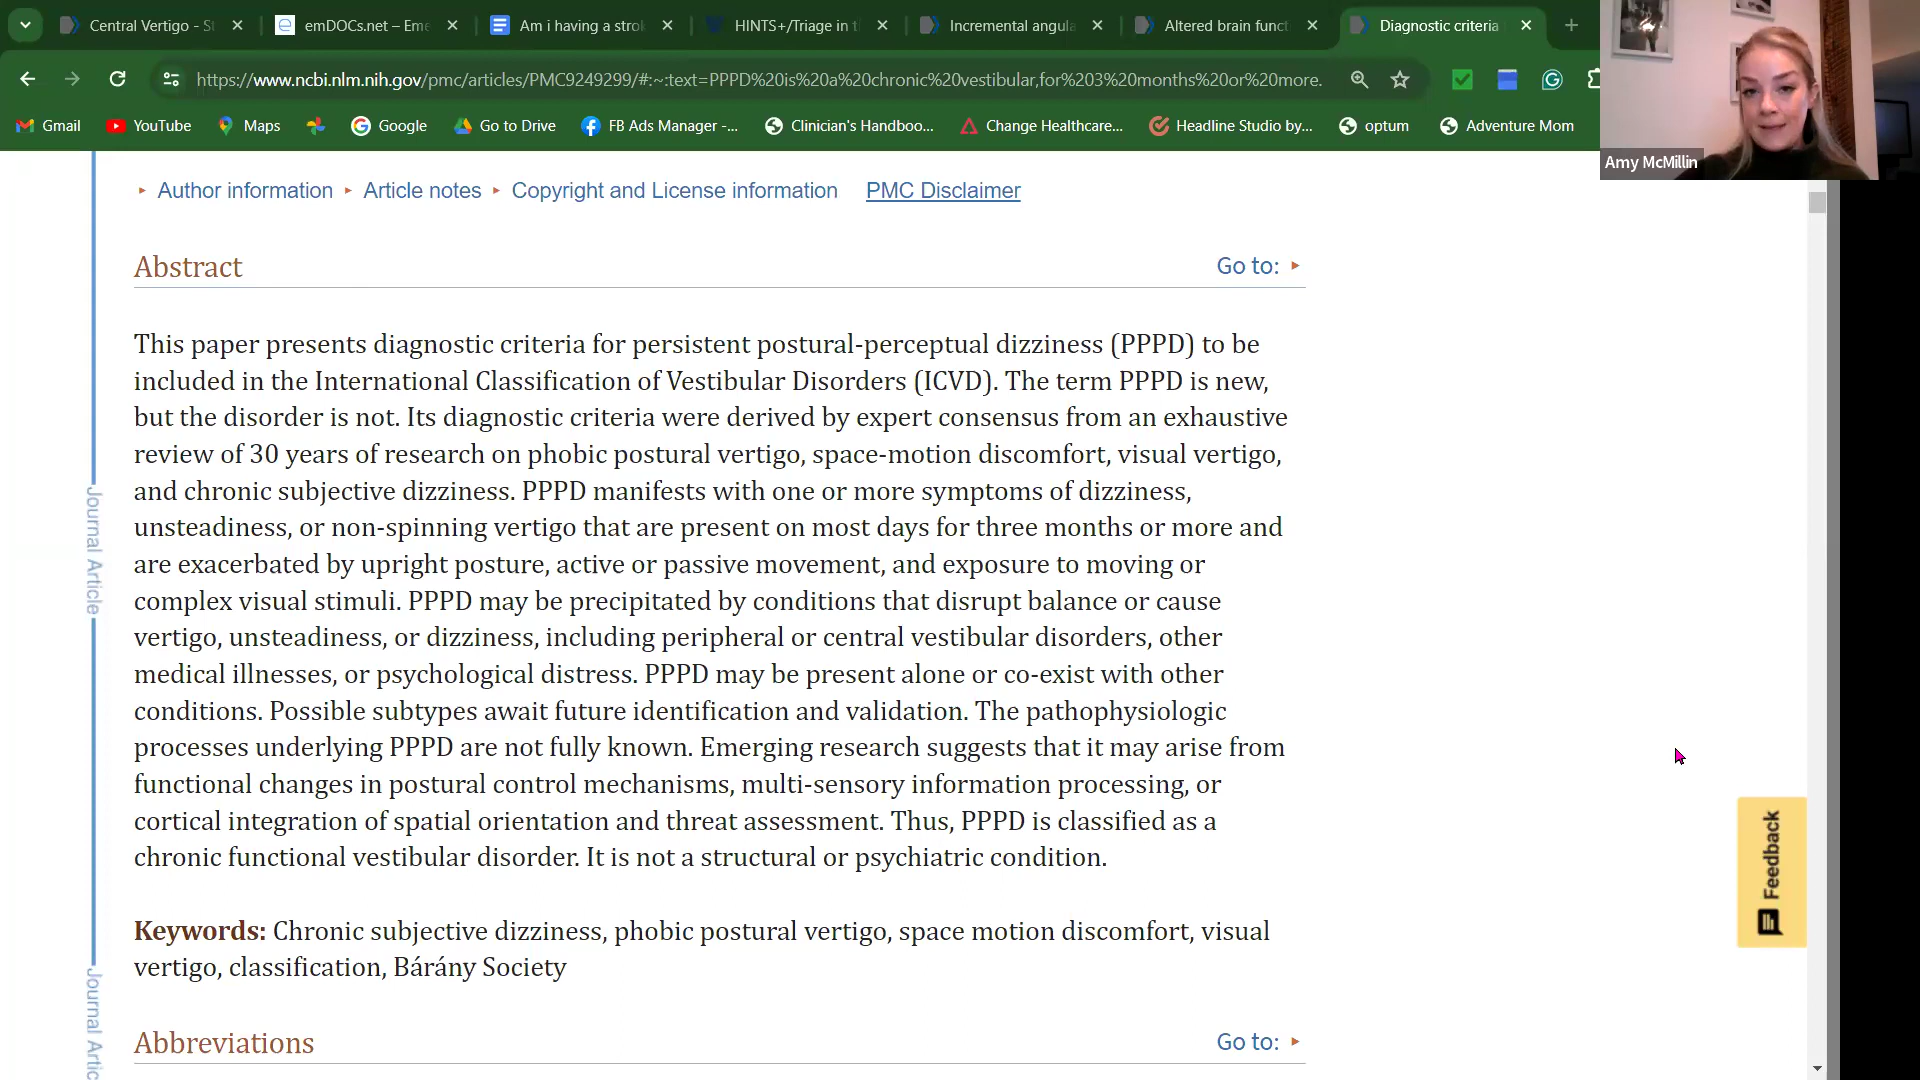 Central Vertigo - St
emDOCs.net – Eme
Am i having a strok
HINTS+/Triage in t
Incremental angula
Altered brain funct
Diagnostic criteria
https://www.ncbi.nlm.nih.gov/pmc/articles/PMC9249299/#:~:text=PPPD%20is%20a%20chronic%20vestibular,for%203%20months%20or%20more.
Gmail
YouTube
Maps
Google
Go to Drive
FB Ads Manager -...
Clinician's Handboo...
Change Healthcare...
Headline Studio by...
optum
Adventure Mom
Amy McMillin
Author information
Article notes
Copyright and License information
PMC Disclaimer
Abstract
Go to:
This paper presents diagnostic criteria for persistent postural-perceptual dizziness (PPPD) to be
included in the International Classification of Vestibular Disorders (ICVD). The term PPPD is new,
but the disorder is not. Its diagnostic criteria were derived by expert consensus from an exhaustive
review of 30 years of research on phobic postural vertigo, space-motion discomfort, visual vertigo,
and chronic subjective dizziness. PPPD manifests with one or more symptoms of dizziness,
unsteadiness, or non-spinning vertigo that are present on most days for three months or more and
are exacerbated by upright posture, active or passive movement, and exposure to moving or
complex visual stimuli. PPPD may be precipitated by conditions that disrupt balance or cause
vertigo, unsteadiness, or dizziness, including peripheral or central vestibular disorders, other
medical illnesses, or psychological distress. PPPD may be present alone or co-exist with other
conditions. Possible subtypes await future identification and validation. The pathophysiologic
processes underlying PPPD are not fully known. Emerging research suggests that it may arise from
functional changes in postural control mechanisms, multi-sensory information processing, or
cortical integration of spatial orientation and threat assessment. Thus, PPPD is classified as a
chronic functional vestibular disorder. It is not a structural or psychiatric condition.
Keywords: Chronic subjective dizziness, phobic postural vertigo, space motion discomfort, visual
vertigo, classification, Bárány Society
Abbreviations
Go to:
Journal Article
Journal Artic
Feedback